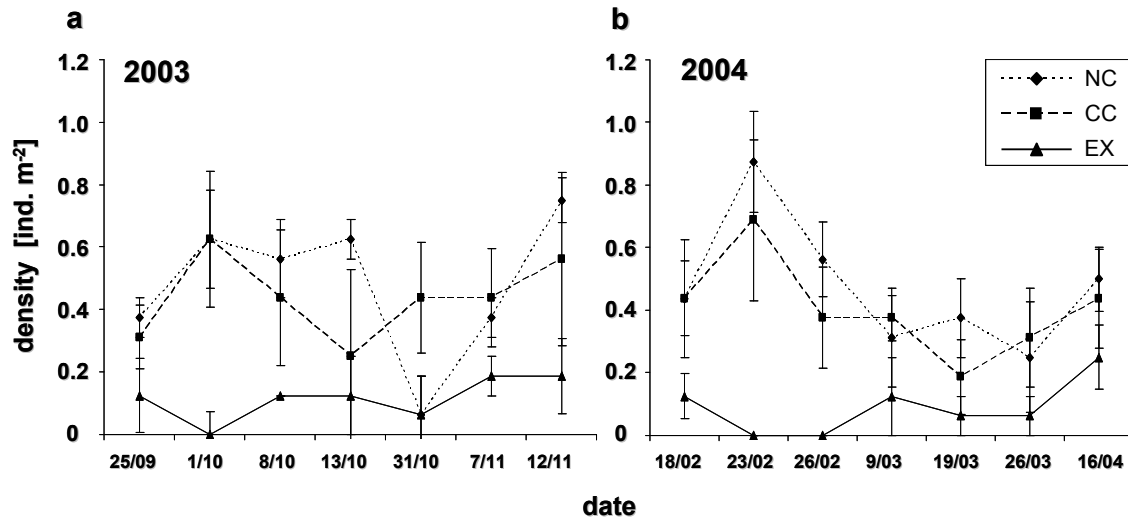 a
b
2003
2004
density [ind. m-2]
1.2
1.0
0.8
0.6
0.4
0.2
0
25/09 1/10 8/10 13/10 31/10 7/11 12/11
1.2
1.0
0.8
0.6
0.4
0.2
0
18/02 23/02 26/02 9/03 19/03 26/03 16/04
NC
CC
EX
date